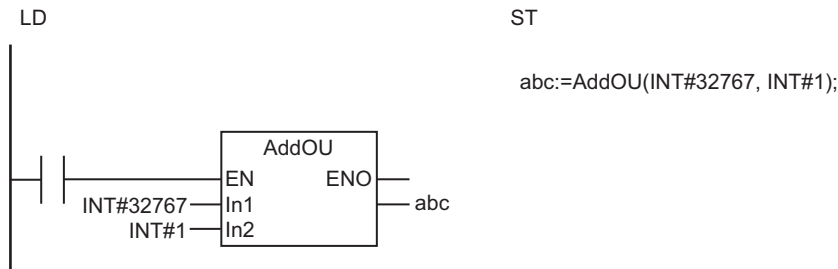 LD
ST
abc:=AddOU(INT#32767, INT#1);
AddOU
EN ENO
INT#32767 In1 abc
INT#1 In2